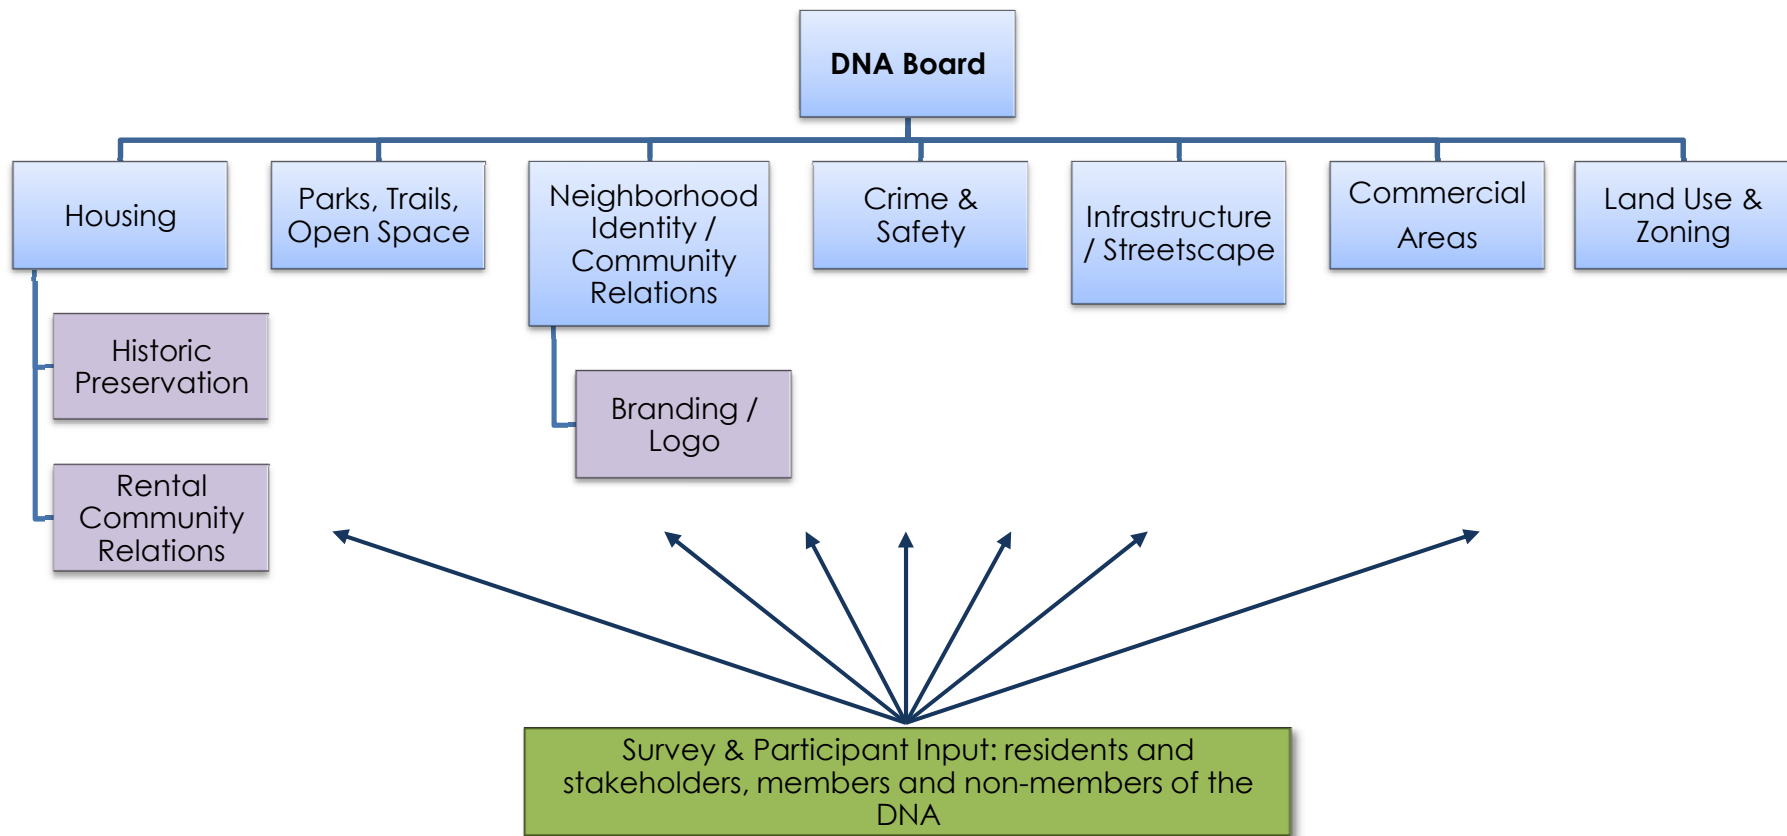 DNA Board
Housing
Parks, Trails,
Open Space
Neighborhood
Identity /
Community
Relations
Crime &
Safety
Infrastructure
/ Streetscape
Commercial
Areas
Land Use &
Zoning
Historic
Preservation
Branding /
Logo
Rental
Community
Relations
Survey & Participant Input: residents and
stakeholders, members and non-members of the
DNA